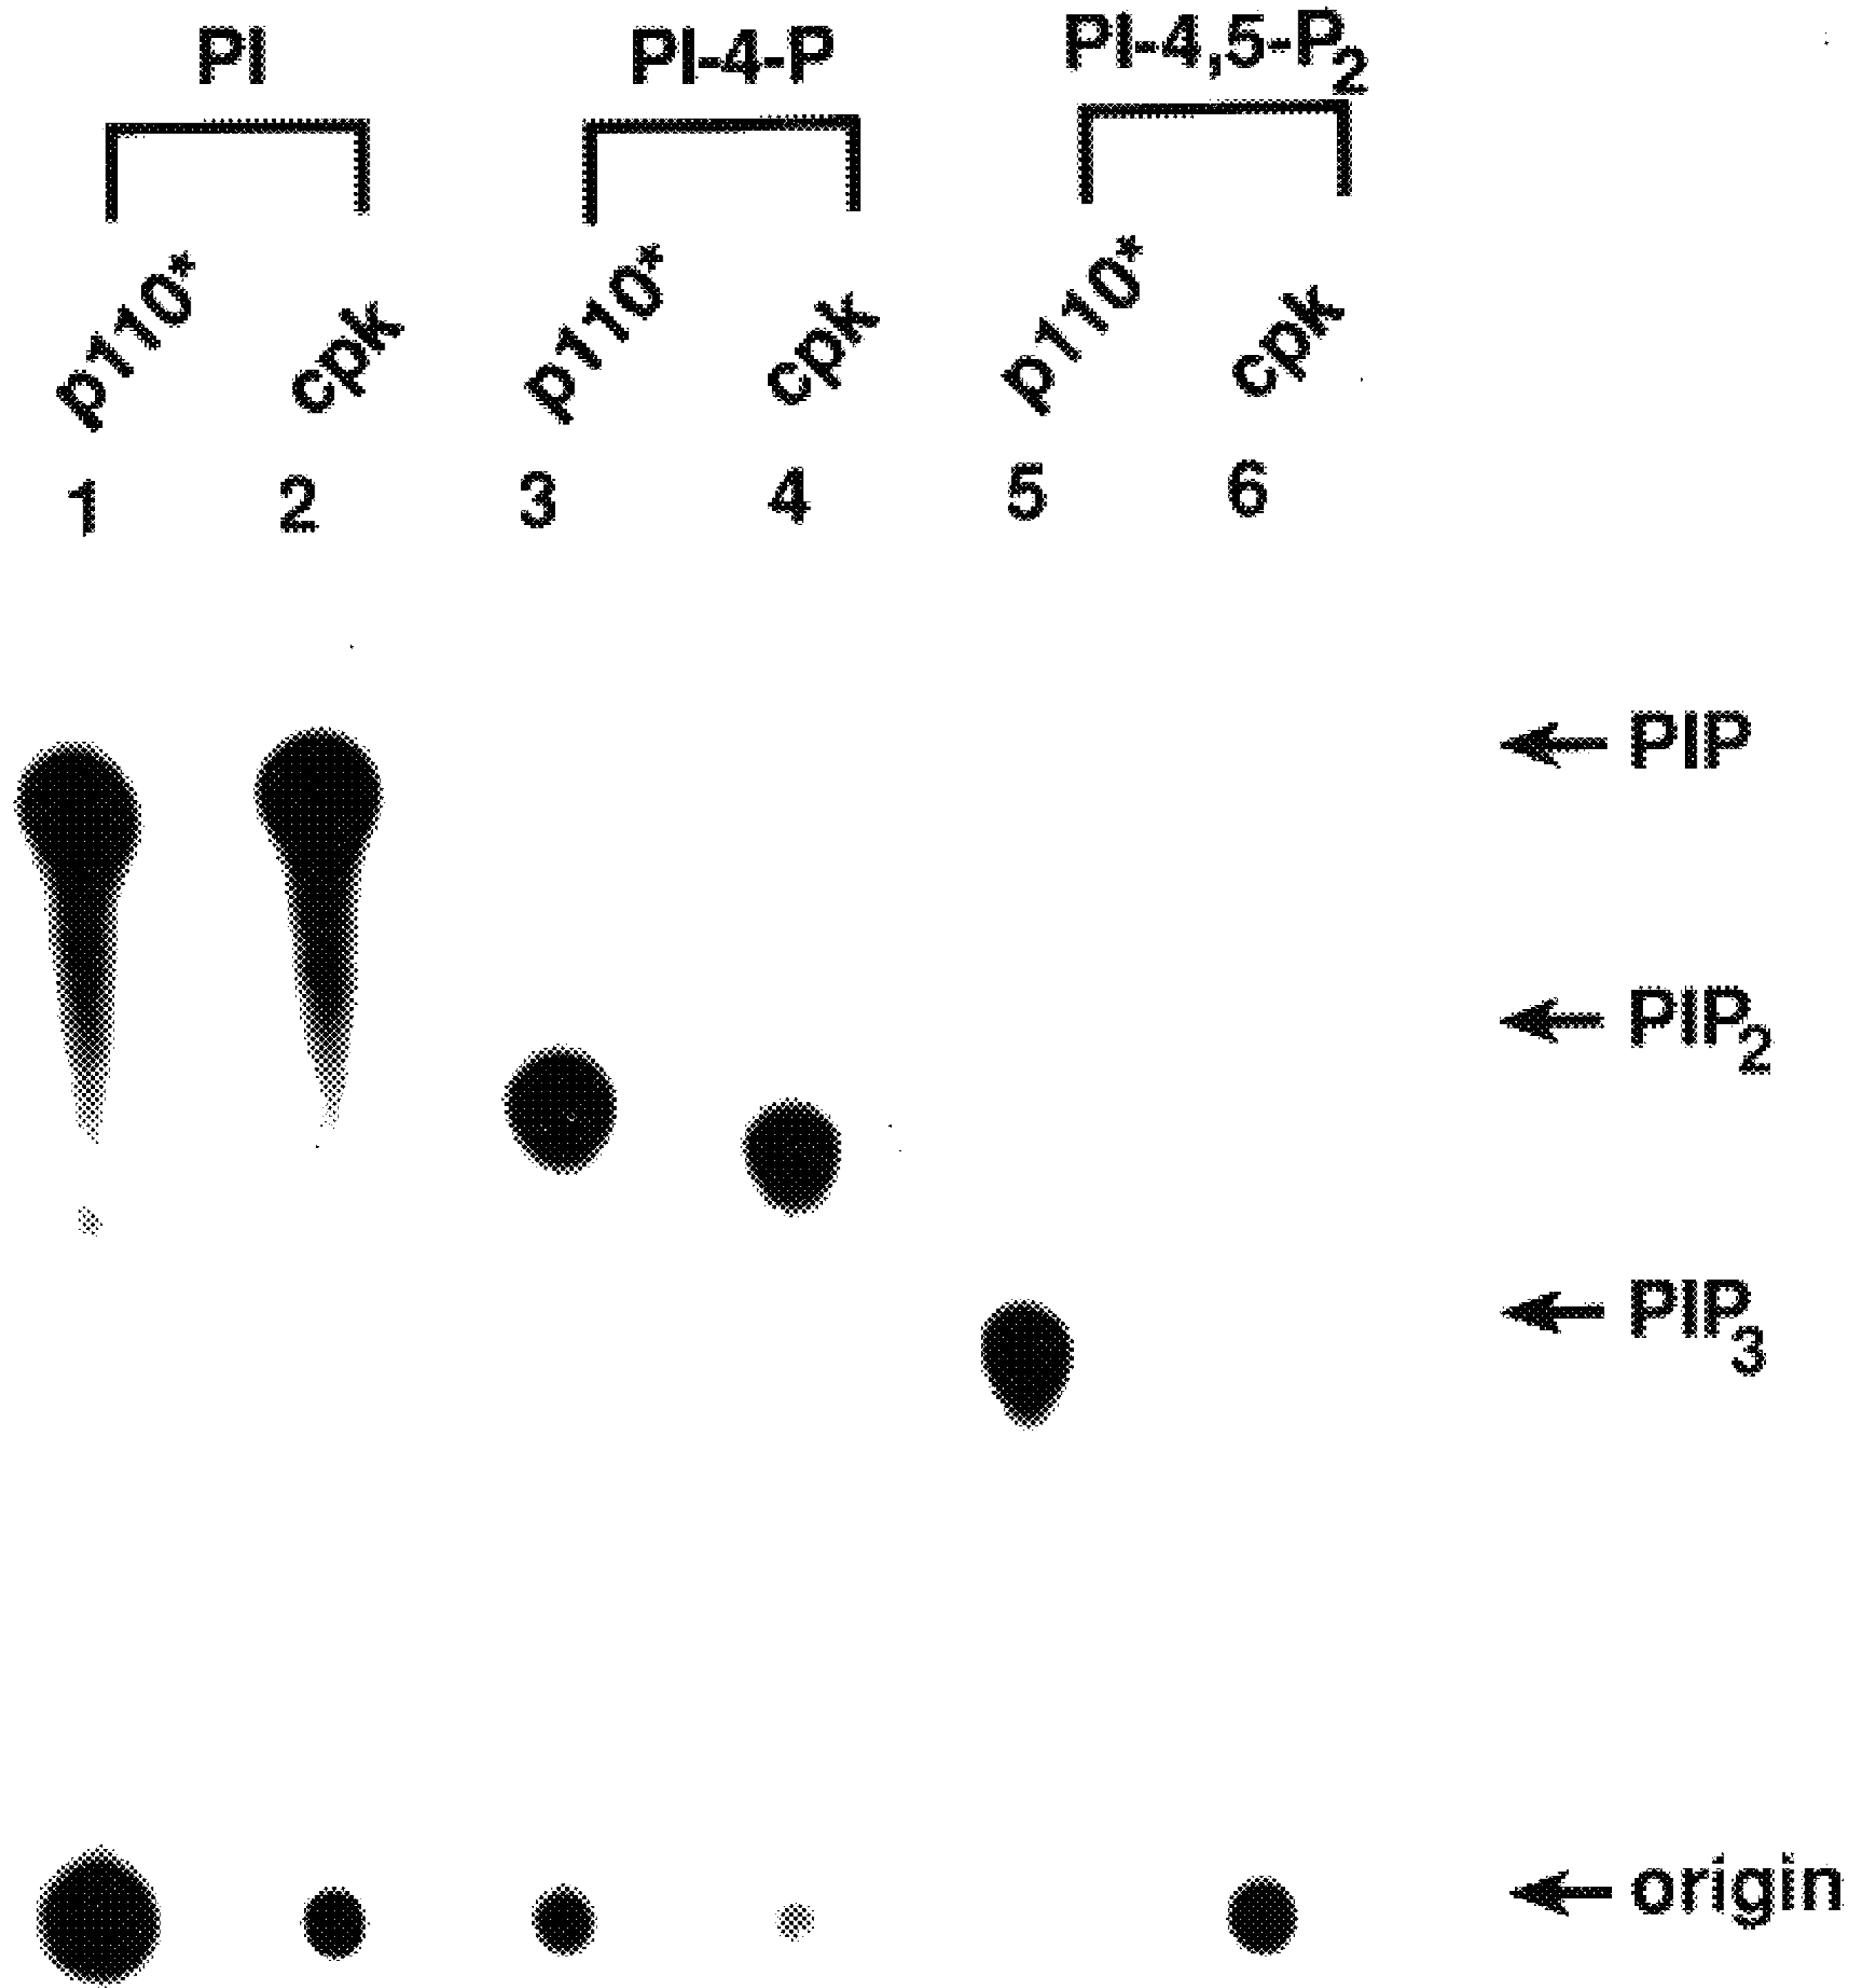 PI PI-4-P PI-4,5-P2
p110* cpk p110* cpk p110* cpk
1 2 3 4 5 6
PIP
PIP2
PIP3
origin